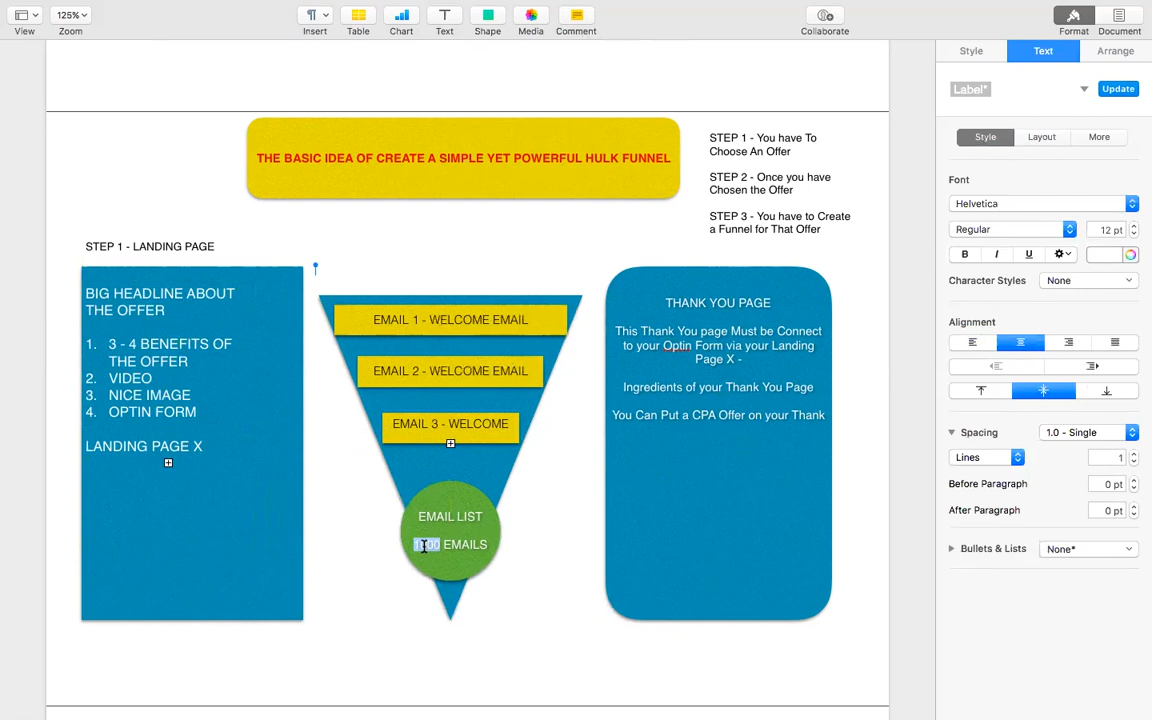 View
125%
Zoom
Insert
Table
Chart
Text
Shape
Media
Comment
Collaborate
Format
Document
Style
Text
Arrange
Label*
Update
Style
Layout
More
Font
Helvetica
Regular
12 pt
B I U
Character Styles
None
Alignment
Spacing
1.0 - Single
Lines
1
Before Paragraph
0 pt
After Paragraph
0 pt
Bullets & Lists
None*
THE BASIC IDEA OF CREATE A SIMPLE YET POWERFUL HULK FUNNEL
STEP 1 - You have To
Choose An Offer
STEP 2 - Once you have
Chosen the Offer
STEP 3 - You have to Create
a Funnel for That Offer
STEP 1 - LANDING PAGE
BIG HEADLINE ABOUT
THE OFFER
1. 3 - 4 BENEFITS OF
THE OFFER
2. VIDEO
3. NICE IMAGE
4. OPTIN FORM
LANDING PAGE X
EMAIL 1 - WELCOME EMAIL
EMAIL 2 - WELCOME EMAIL
EMAIL 3 - WELCOME
EMAIL LIST
EMAILS
THANK YOU PAGE
This Thank You page Must be Connect
to your Optin Form via your Landing
Page X -
Ingredients of your Thank You Page
You Can Put a CPA Offer on your Thank